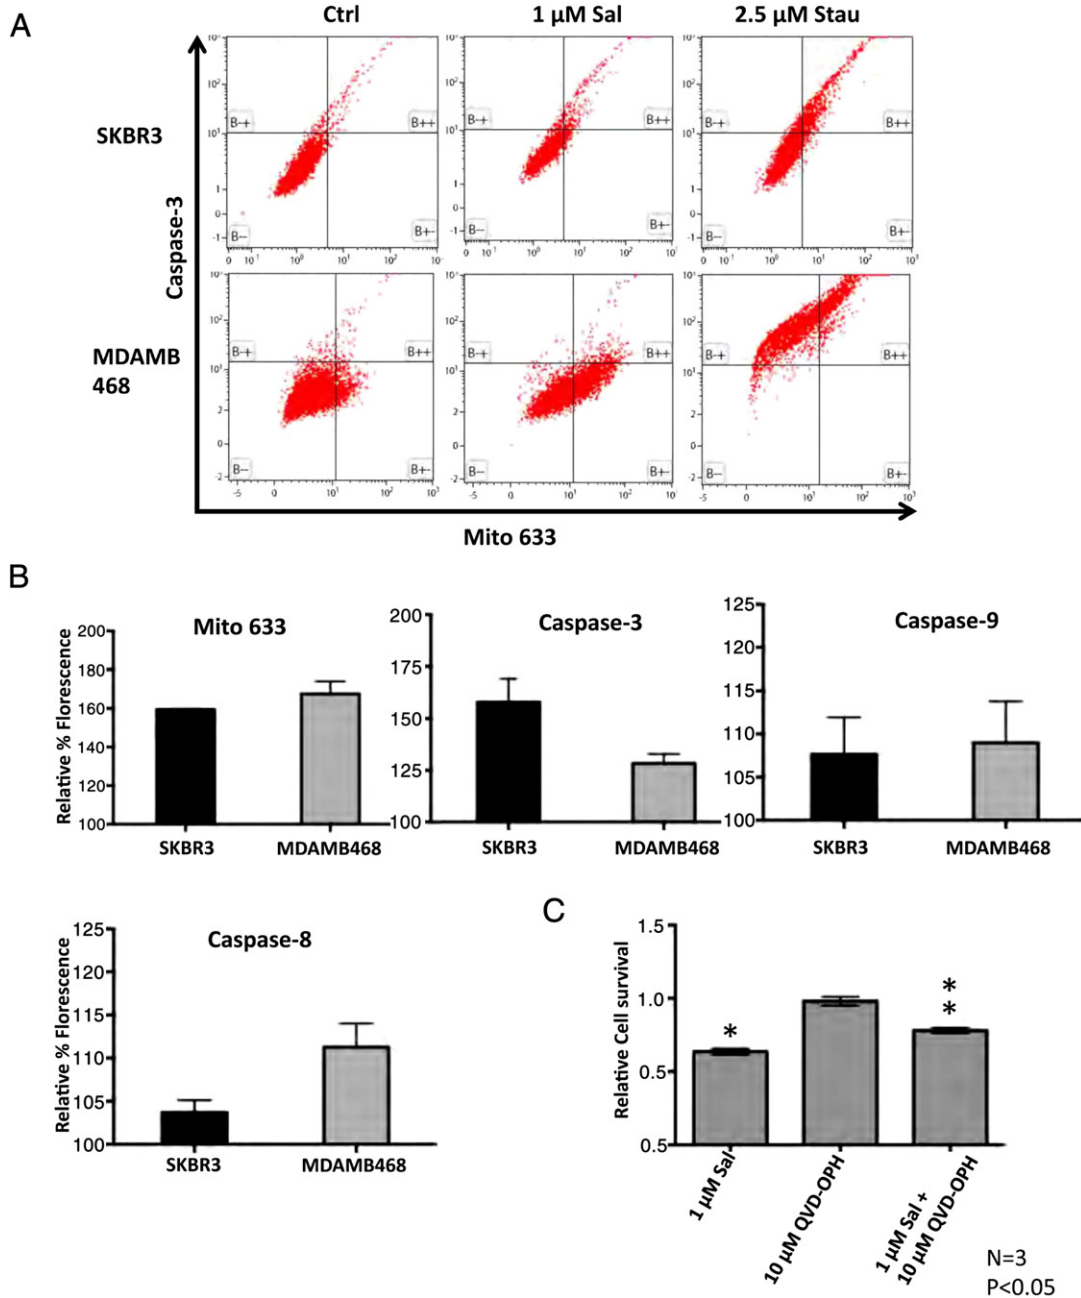 A
Ctrl
1 µM Sal
2.5 µM Stau
SKBR3
MDAMB
468
Caspase-3
Mito 633
B-+
B++
B--
B+-
B-+
B++
B--
B+-
B-+
B++
B--
B+-
B-+
B++
B--
B+-
B-+
B++
B--
B+-
B-+
B++
B--
B+-
B
Mito 633
Relative % Florescence
200
180
160
140
120
100
SKBR3
MDAMB468
Caspase-3
200
175
150
125
100
SKBR3
MDAMB468
Caspase-9
125
120
115
110
105
100
SKBR3
MDAMB468
Caspase-8
Relative % Florescence
125
120
115
110
105
100
SKBR3
MDAMB468
C
Relative Cell survival
1.5
1.0
0.5
0.5
*
*
*
1 µM Sal
10 µM QVD-OPH
1 µM Sal +
10 µM QVD-OPH
N=3
P<0.05